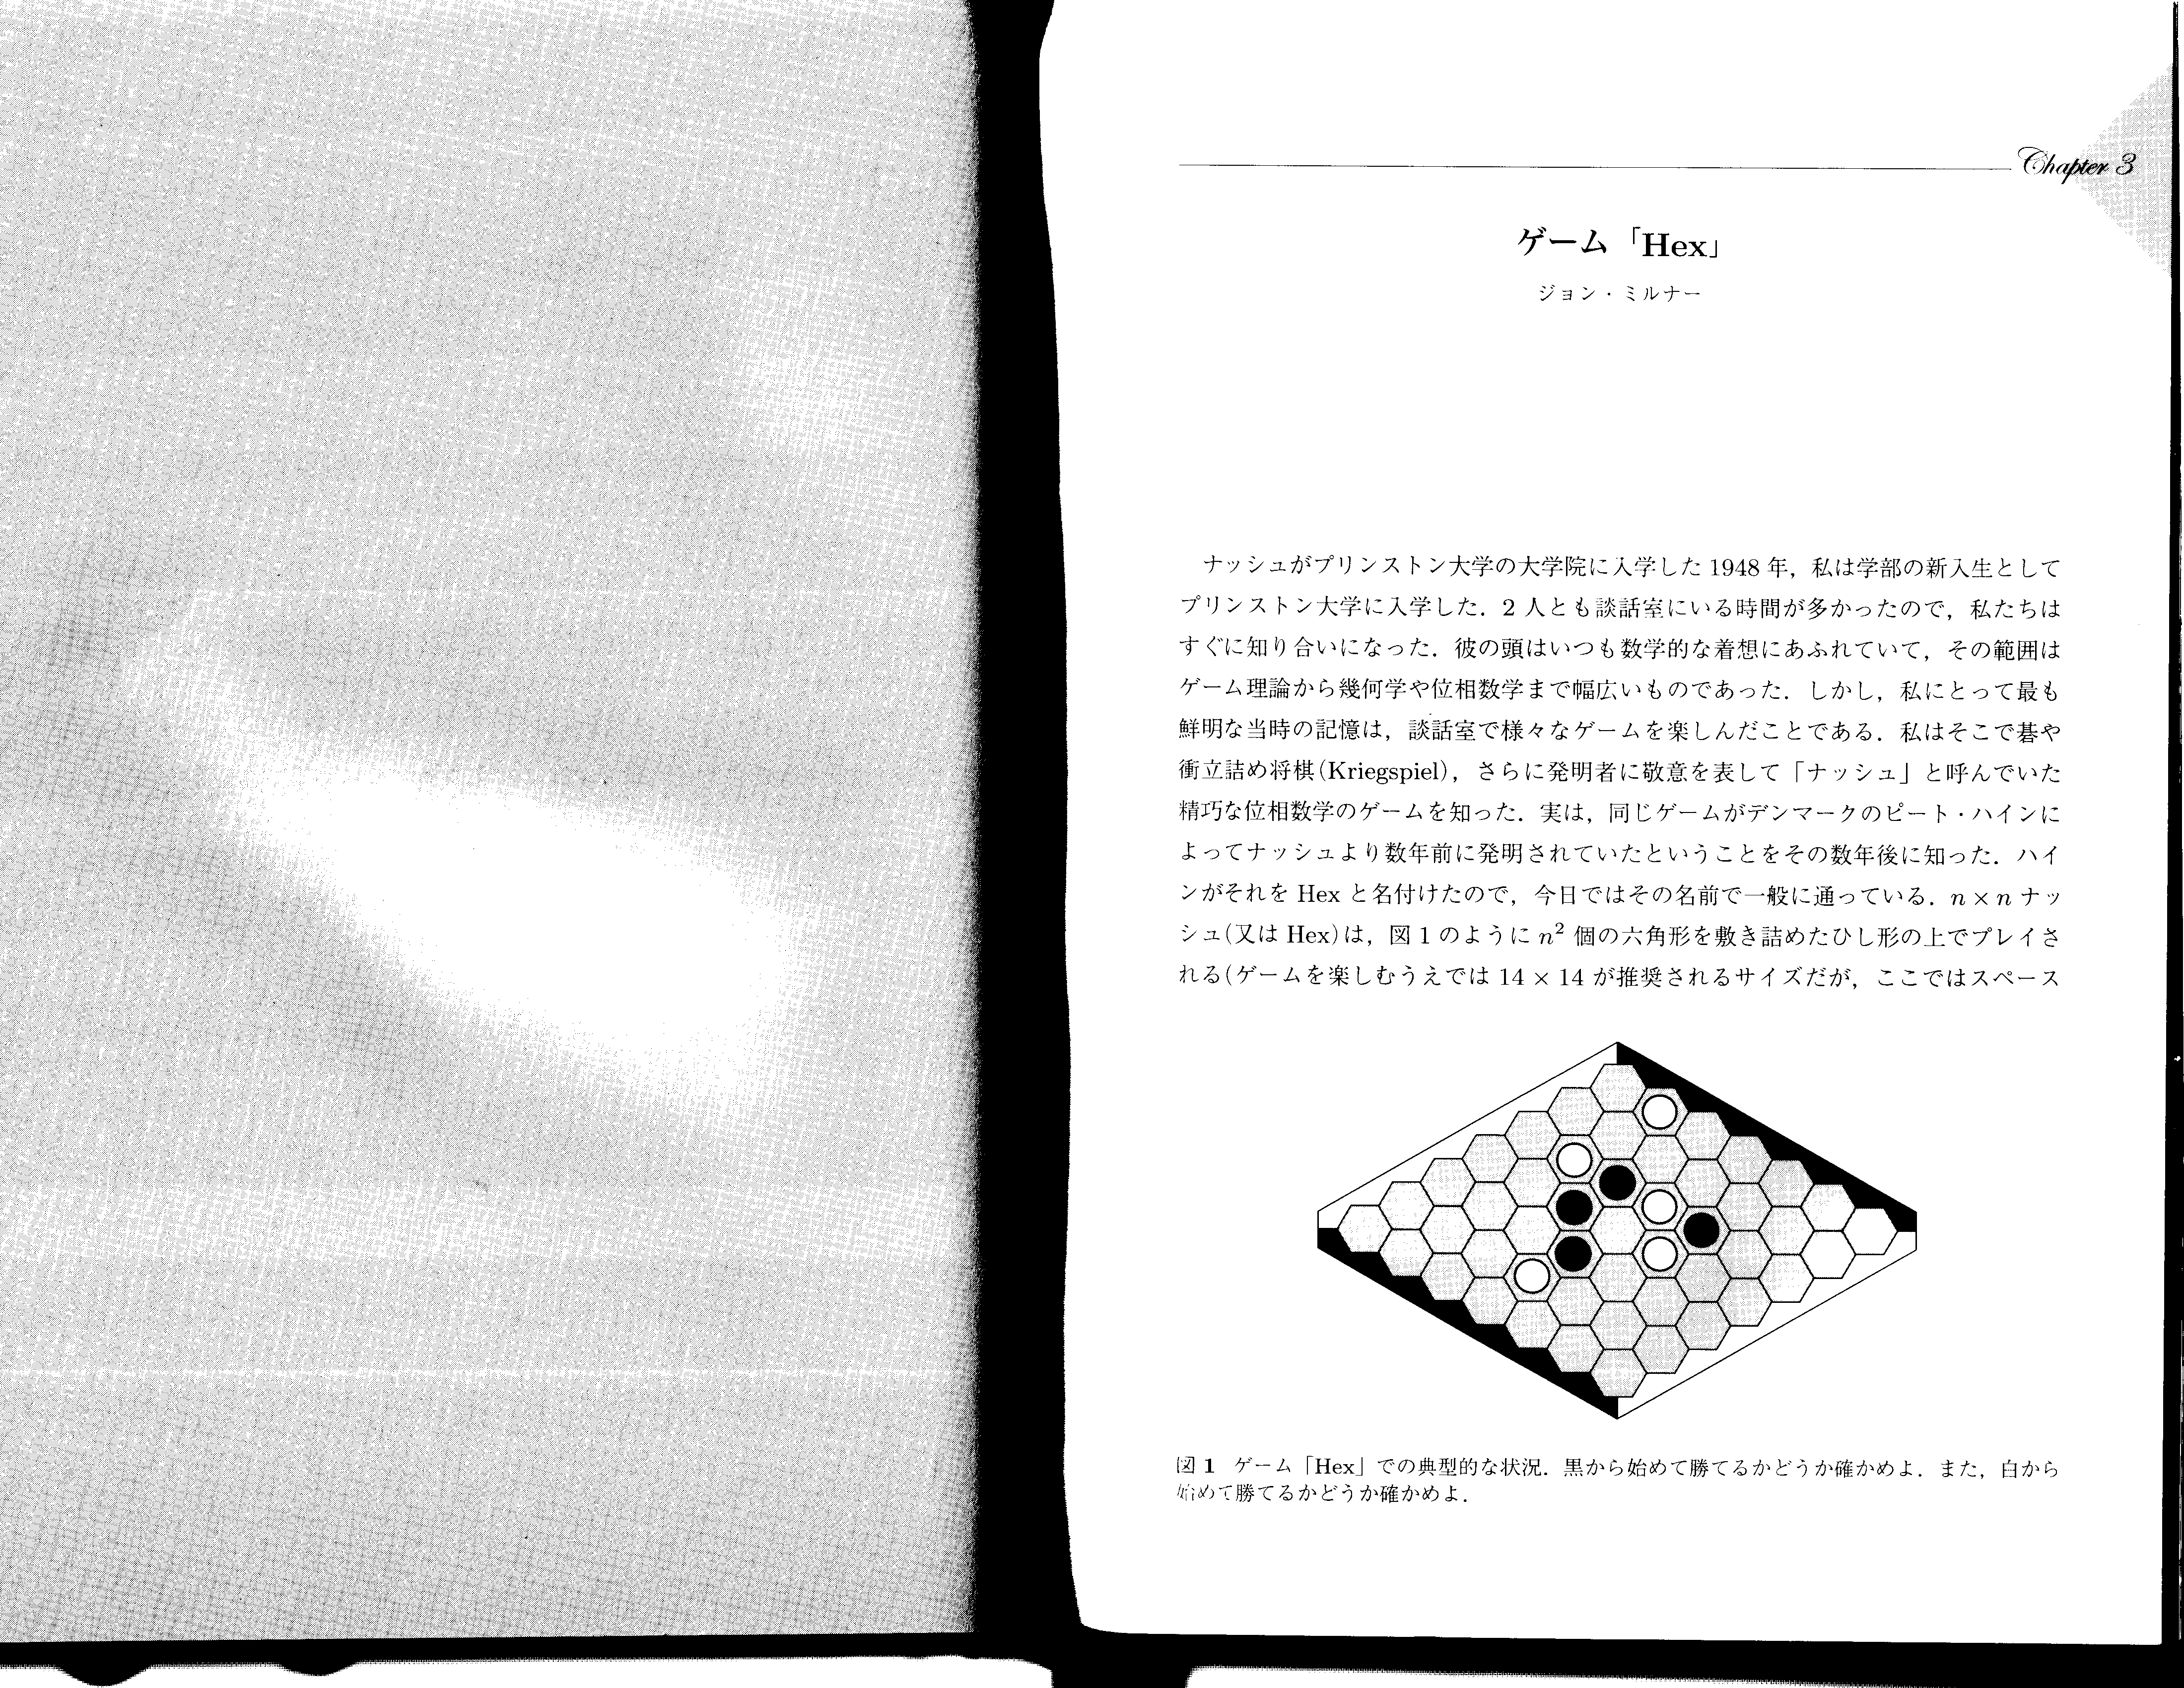 Chapter 3
ゲーム「Hex」
ジョン・ミルナー
ナッシュがプリンストン大学の大学院に入学した 1948 年，私は学部の新入生として
プリンストン大学に入学した．2 人とも談話室にいる時間が多かったので，私たちは
すぐに知り合いになった．彼の頭はいつも数学的な着想にあふれていて，その範囲は
ゲーム理論から幾何学や位相数学まで幅広いものであった．しかし，私にとって最も
鮮明な当時の記憶は，談話室で様々なゲームを楽しんだことである．私はそこで碁や
衝立詰め将棋(Kriegspiel)，さらに発明者に敬意を表して「ナッシュ」と呼んでいた
精巧な位相数学のゲームを知った．実は，同じゲームがデンマークのピート・ハインに
よってナッシュより数年前に発明されていたということをその数年後に知った．ハイ
ンがそれを Hex と名付けたので，今日ではその名前で一般に通っている．n × n ナッ
シュ(又は Hex)は，図 1 のように n² 個の六角形を敷き詰めたひし形の上でプレイさ
れる(ゲームを楽しむうえでは 14 × 14 が推奨されるサイズだが，ここではスペース
図 1 ゲーム「Hex」での典型的な状況．黒から始めて勝てるかどうか確かめよ．また，白から
始めて勝てるかどうか確かめよ．